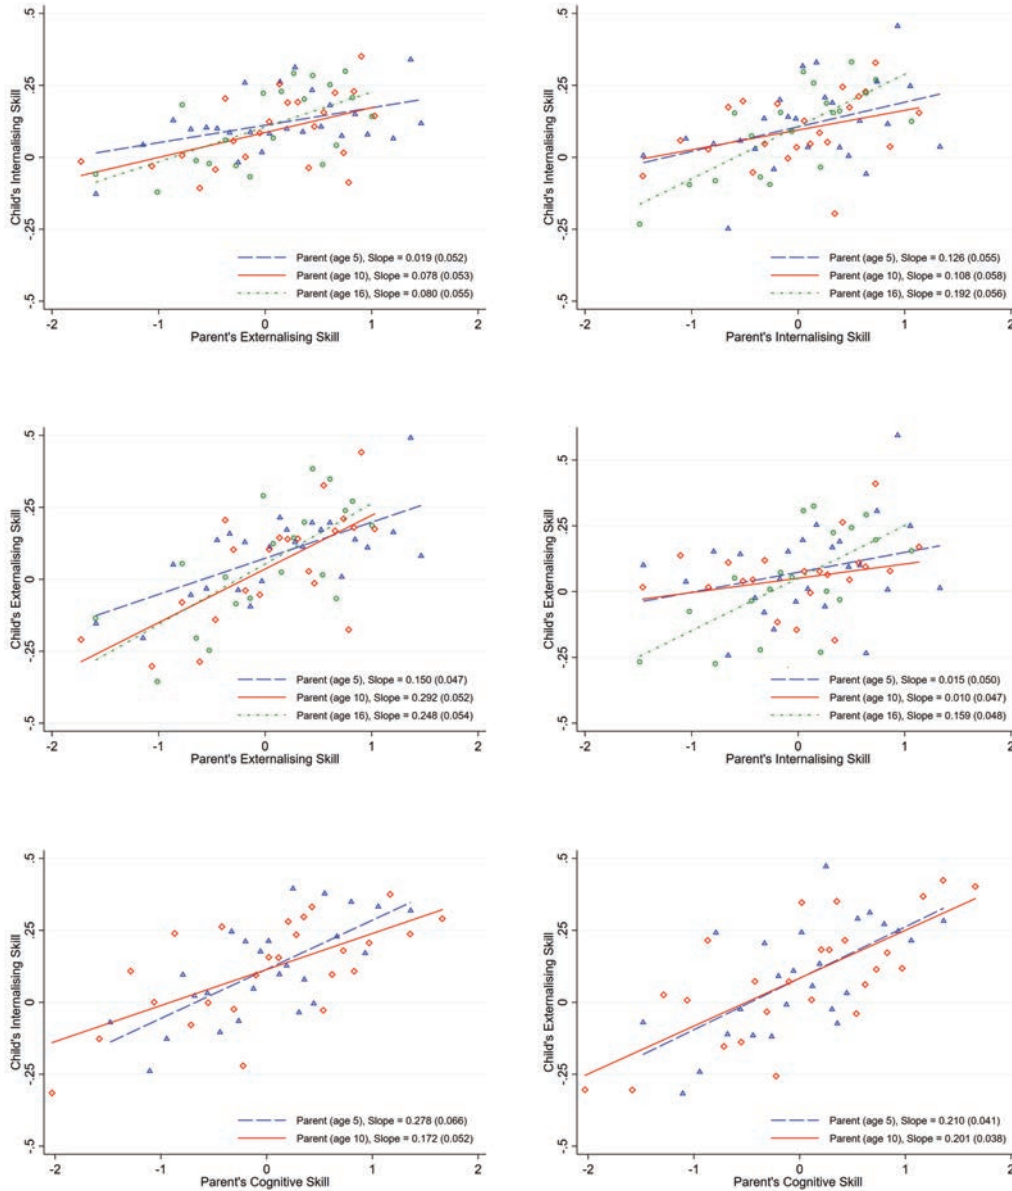 Child's Internalising Skill
.5
.25
0
-.25
-.5
Parent (age 5), Slope = 0.019 (0.052)
Parent (age 10), Slope = 0.078 (0.053)
Parent (age 16), Slope = 0.080 (0.055)
-2 -1 0 1 2
Parent's Externalising Skill
Child's Internalising Skill
.5
.25
0
-.25
-.5
Parent (age 5), Slope = 0.126 (0.055)
Parent (age 10), Slope = 0.108 (0.058)
Parent (age 16), Slope = 0.192 (0.056)
-2 -1 0 1 2
Parent's Internalising Skill
Child's Externalising Skill
.5
.25
0
-.25
-.5
Parent (age 5), Slope = 0.150 (0.047)
Parent (age 10), Slope = 0.292 (0.052)
Parent (age 16), Slope = 0.248 (0.054)
-2 -1 0 1 2
Parent's Externalising Skill
Child's Externalising Skill
.5
.25
0
-.25
-.5
Parent (age 5), Slope = 0.015 (0.050)
Parent (age 10), Slope = 0.010 (0.047)
Parent (age 16), Slope = 0.159 (0.048)
-2 -1 0 1 2
Parent's Internalising Skill
Child's Internalising Skill
.5
.25
0
-.25
-.5
Parent (age 5), Slope = 0.278 (0.066)
Parent (age 10), Slope = 0.172 (0.052)
-2 -1 0 1 2
Parent's Cognitive Skill
Child's Externalising Skill
.5
.25
0
-.25
-.5
Parent (age 5), Slope = 0.210 (0.041)
Parent (age 10), Slope = 0.201 (0.038)
-2 -1 0 1 2
Parent's Cognitive Skill